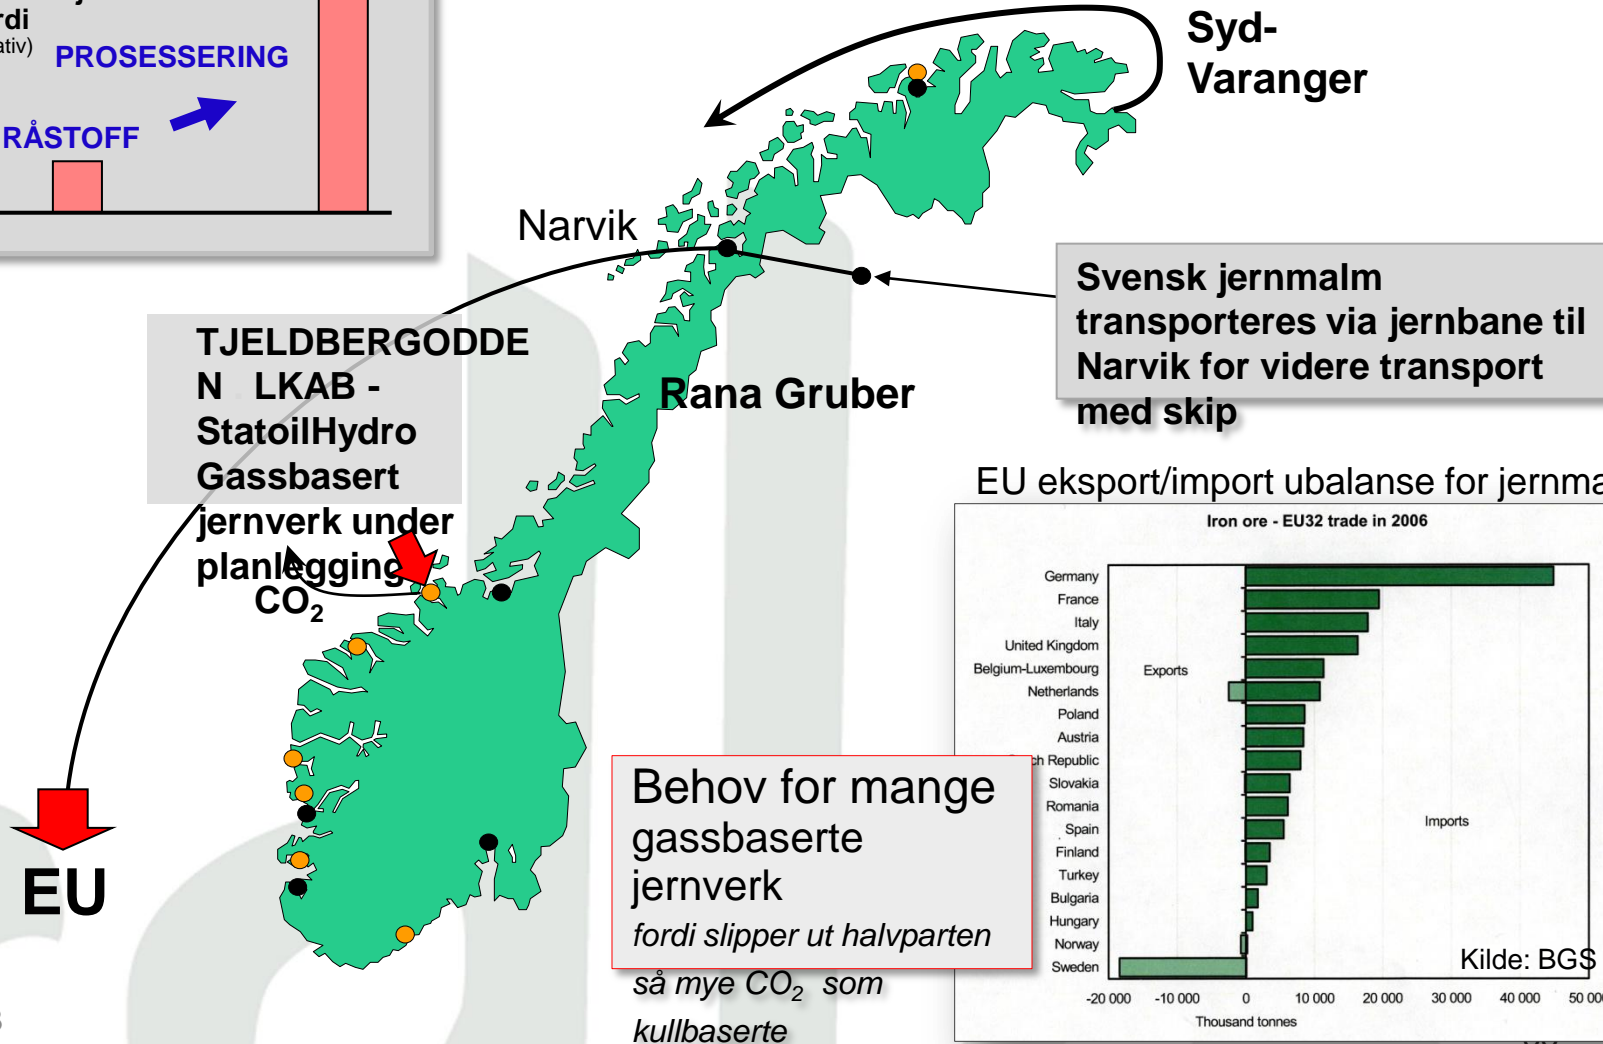 PROSESSERING
RÅSTOFF
Syd-
Varanger
Narvik
Svensk jernmalm
transporteres via jernbane til
Narvik for videre transport
med skip
TJELDBERGODDE
N LKAB -
StatoilHydro
Gassbasert
jernverk under
planlegging
CO2
Rana Gruber
EU
Behov for mange
gassbaserte
jernverk
fordi slipper ut halvparten
så mye CO2 som
kullbaserte
EU eksport/import ubalanse for jernma
Iron ore - EU32 trade in 2006
Germany
France
Italy
United Kingdom
Belgium-Luxembourg
Netherlands
Poland
Austria
ch Republic
Slovakia
Romania
Spain
Finland
Turkey
Bulgaria
Hungary
Norway
Sweden
Exports
Imports
Kilde: BGS
-20 000 -10 000 0 10 000 20 000 30 000 40 000 50 000
Thousand tonnes